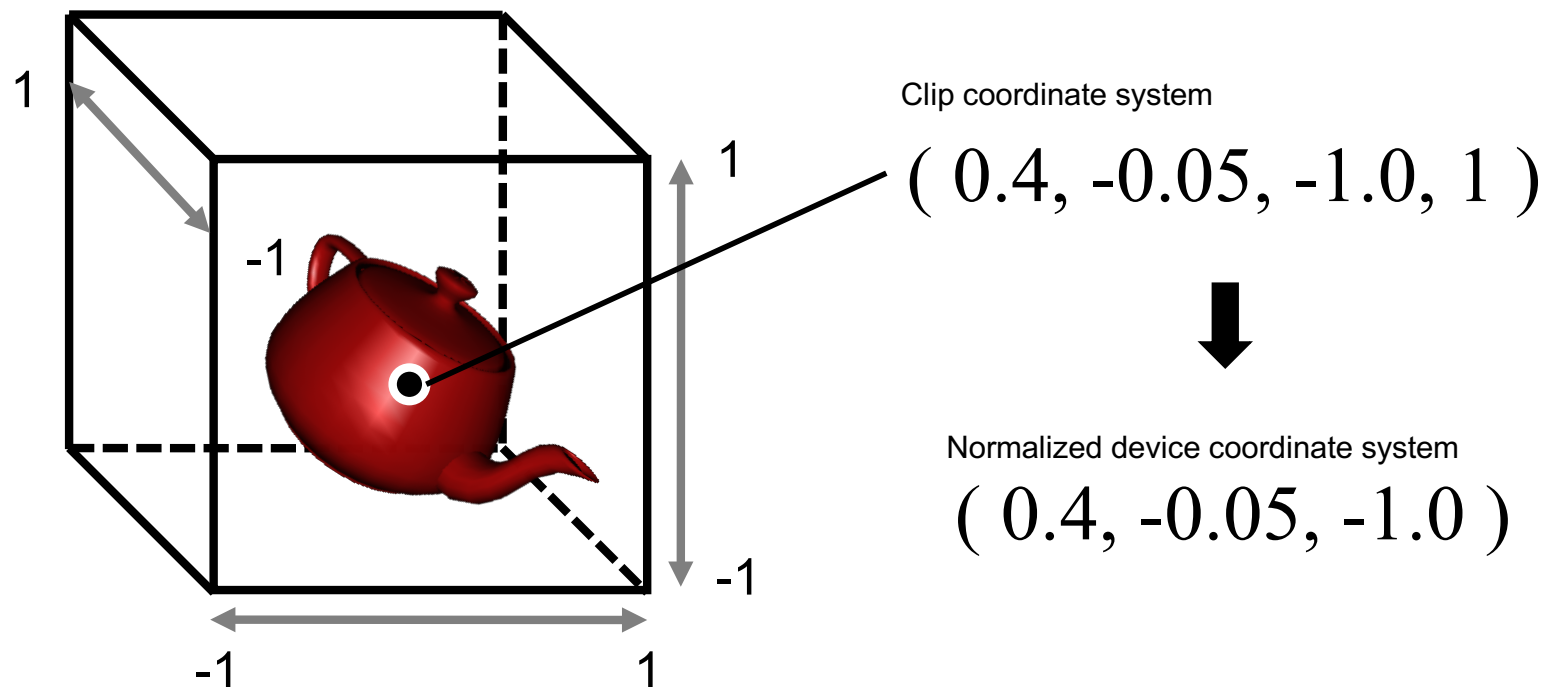 1
-1
1
-1
-1
1
Clip coordinate system
( 0.4, -0.05, -1.0, 1 )
Normalized device coordinate system
( 0.4, -0.05, -1.0 )